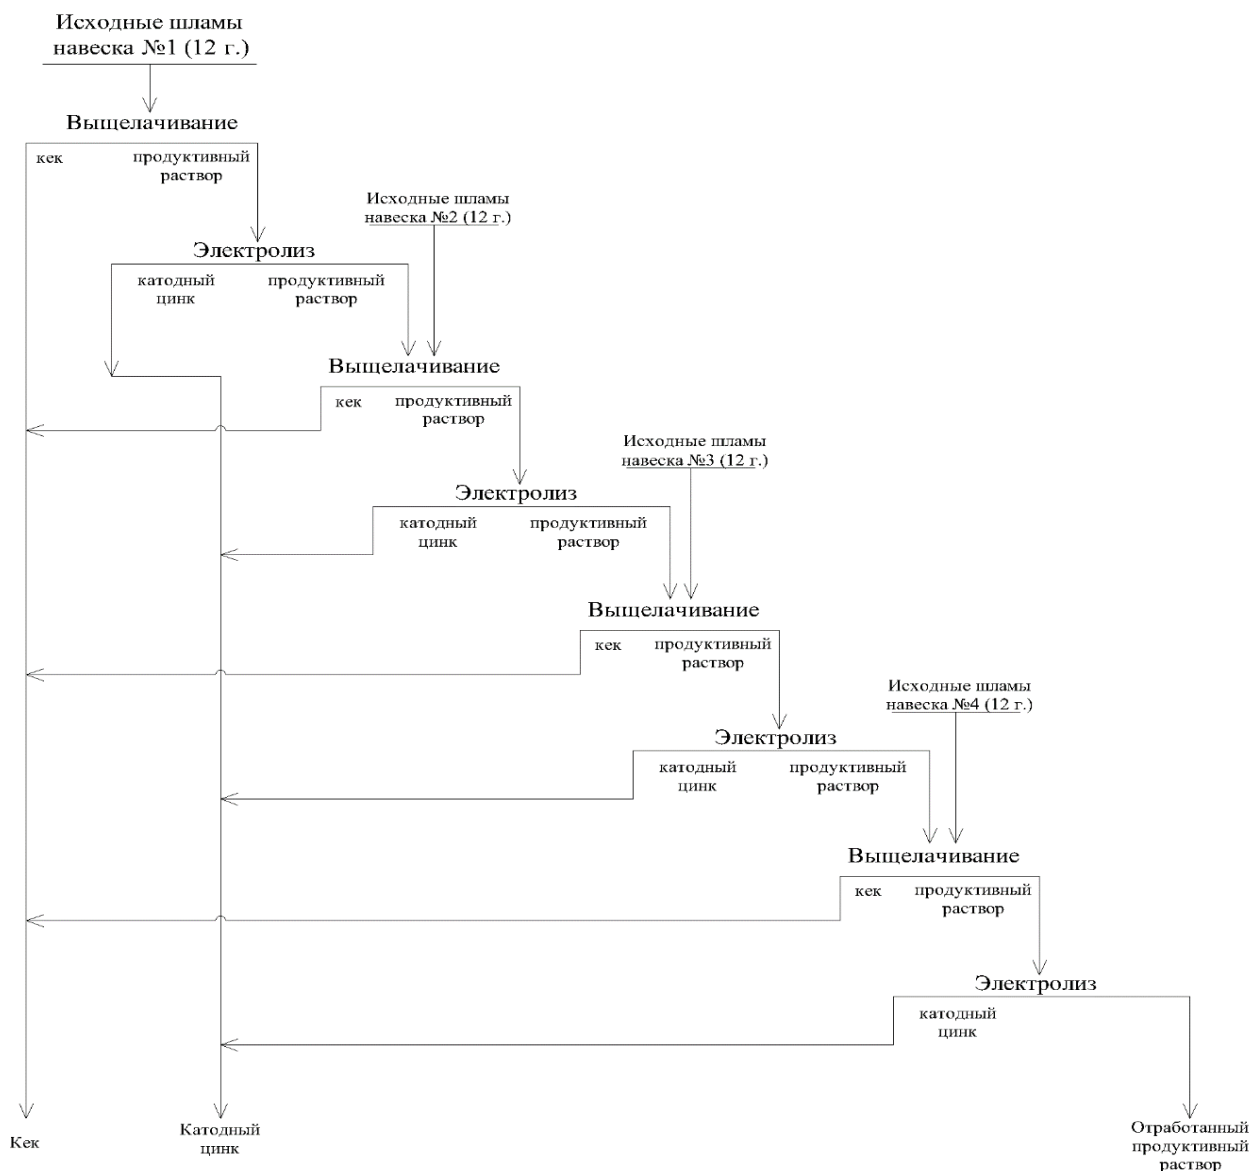 Исходные шламы
навеска №1 (12 г.)
Выщелачивание
кек
продуктивный
раствор
Исходные шламы
навеска №2 (12 г.)
Электролиз
катодный
цинк
продуктивный
раствор
Выщелачивание
кек
продуктивный
раствор
Исходные шламы
навеска №3 (12 г.)
Электролиз
катодный
цинк
продуктивный
раствор
Выщелачивание
кек
продуктивный
раствор
Исходные шламы
навеска №4 (12 г.)
Электролиз
катодный
цинк
продуктивный
раствор
Выщелачивание
кек
продуктивный
раствор
Электролиз
катодный
цинк
Кек
Катодный
цинк
Отработанный
продуктивный
раствор